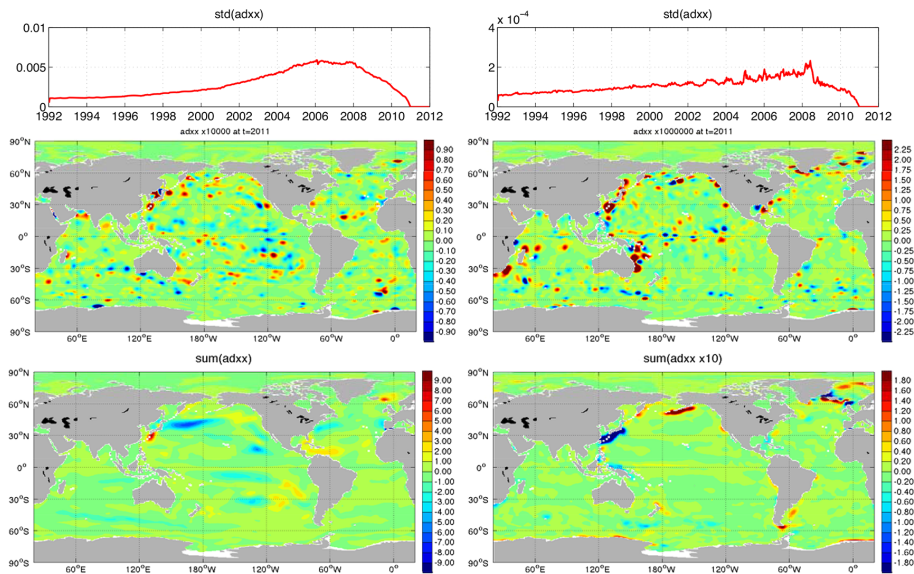 std(adxx)
0.01
0.005
0
1992 1994 1996 1998 2000 2002 2004 2006 2008 2010 2012
std(adxx)
4 x 10⁻⁴
2
0
1992 1994 1996 1998 2000 2002 2004 2006 2008 2010 2012
adxx x10000 at t=2011
90°N
60°N
30°N
0°
30°S
60°S
90°S
60°E 120°E 180°W 120°W 60°W 0°
0.90
0.80
0.70
0.60
0.50
0.40
0.30
0.20
0.10
0.00
-0.10
-0.20
-0.30
-0.40
-0.50
-0.60
-0.70
-0.80
-0.90
adxx x1000000 at t=2011
90°N
60°N
30°N
0°
30°S
60°S
90°S
60°E 120°E 180°W 120°W 60°W 0°
2.25
2.00
1.75
1.50
1.25
1.00
0.75
0.50
0.25
0.00
-0.25
-0.50
-0.75
-1.00
-1.25
-1.50
-1.75
-2.00
-2.25
sum(adxx)
90°N
60°N
30°N
0°
30°S
60°S
90°S
60°E 120°E 180°W 120°W 60°W 0°
9.00
8.00
7.00
6.00
5.00
4.00
3.00
2.00
1.00
0.00
-1.00
-2.00
-3.00
-4.00
-5.00
-6.00
-7.00
-8.00
-9.00
sum(adxx x10)
90°N
60°N
30°N
0°
30°S
60°S
90°S
60°E 120°E 180°W 120°W 60°W 0°
1.80
1.60
1.40
1.20
1.00
0.80
0.60
0.40
0.20
0.00
-0.20
-0.40
-0.60
-0.80
-1.00
-1.20
-1.40
-1.60
-1.80